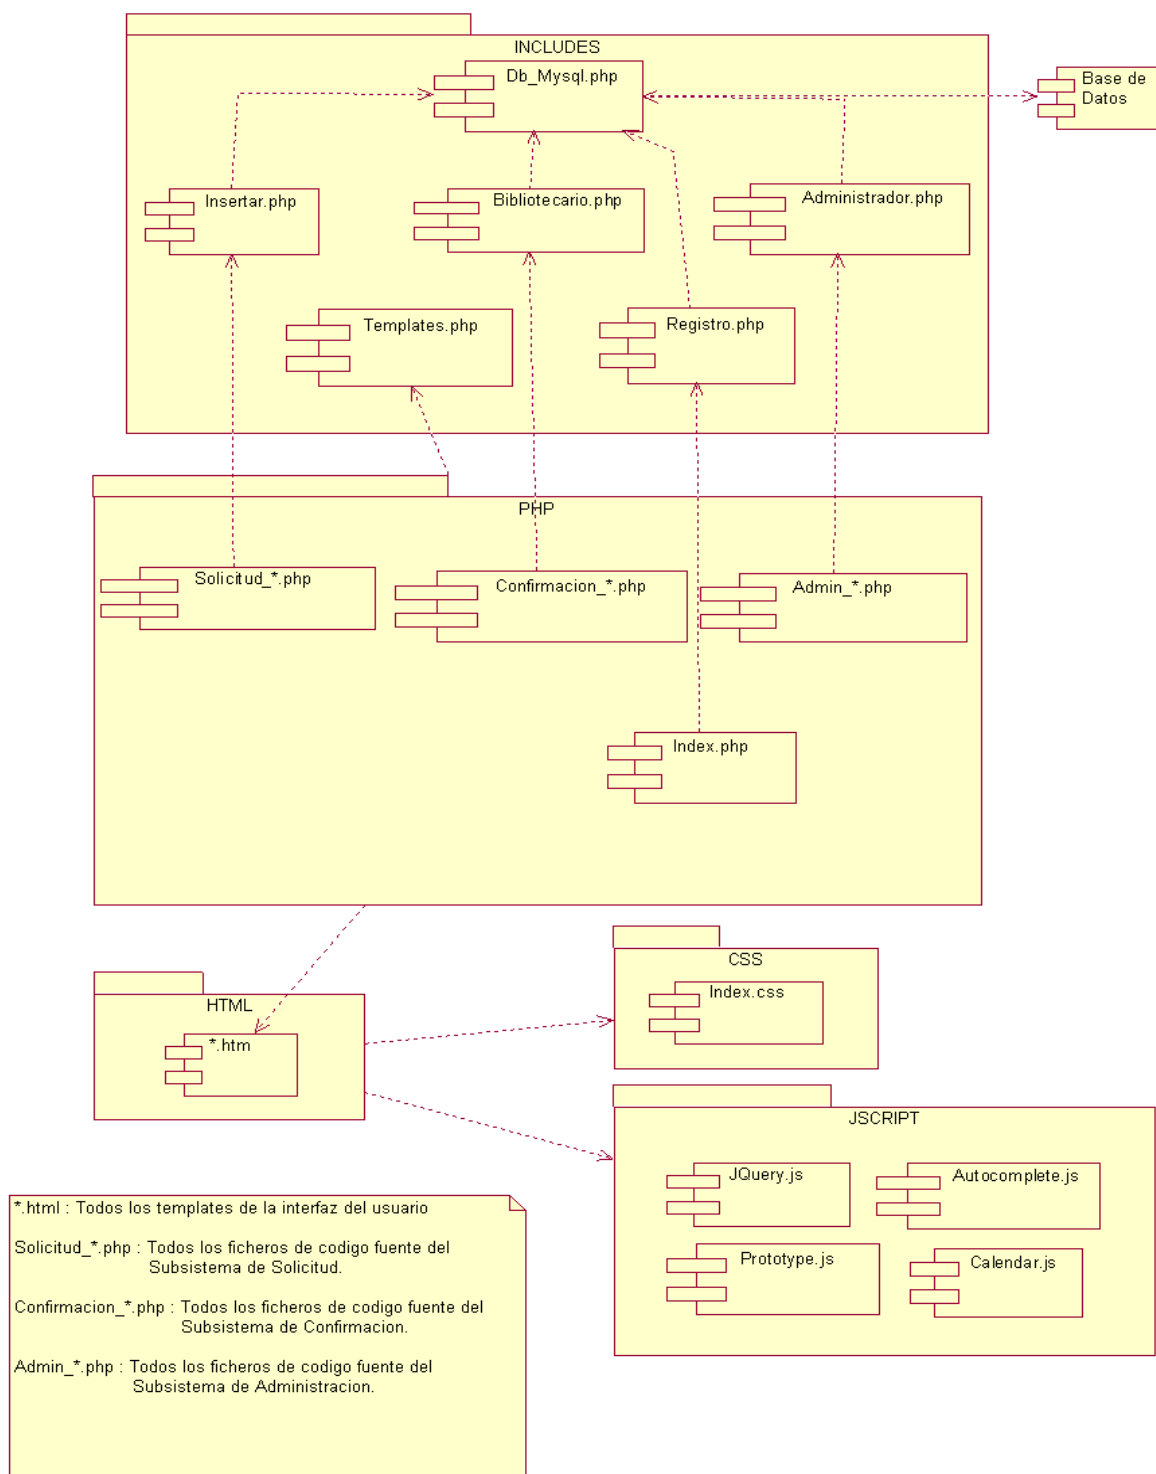 INCLUDES
Db_Mysql.php
Base de
Datos
Insertar.php
Bibliotecario.php
Administrador.php
Templates.php
Registro.php
PHP
Solicitud_*.php
Confirmacion_*.php
Admin_*.php
Index.php
HTML
*.htm
CSS
Index.css
JSCRIPT
JQuery.js
Autocomplete.js
Prototype.js
Calendar.js
*.html : Todos los templates de la interfaz del usuario
Solicitud_*.php : Todos los ficheros de codigo fuente del
Subsistema de Solicitud.
Confirmacion_*.php : Todos los ficheros de codigo fuente del
Subsistema de Confirmacion.
Admin_*.php : Todos los ficheros de codigo fuente del
Subsistema de Administracion.